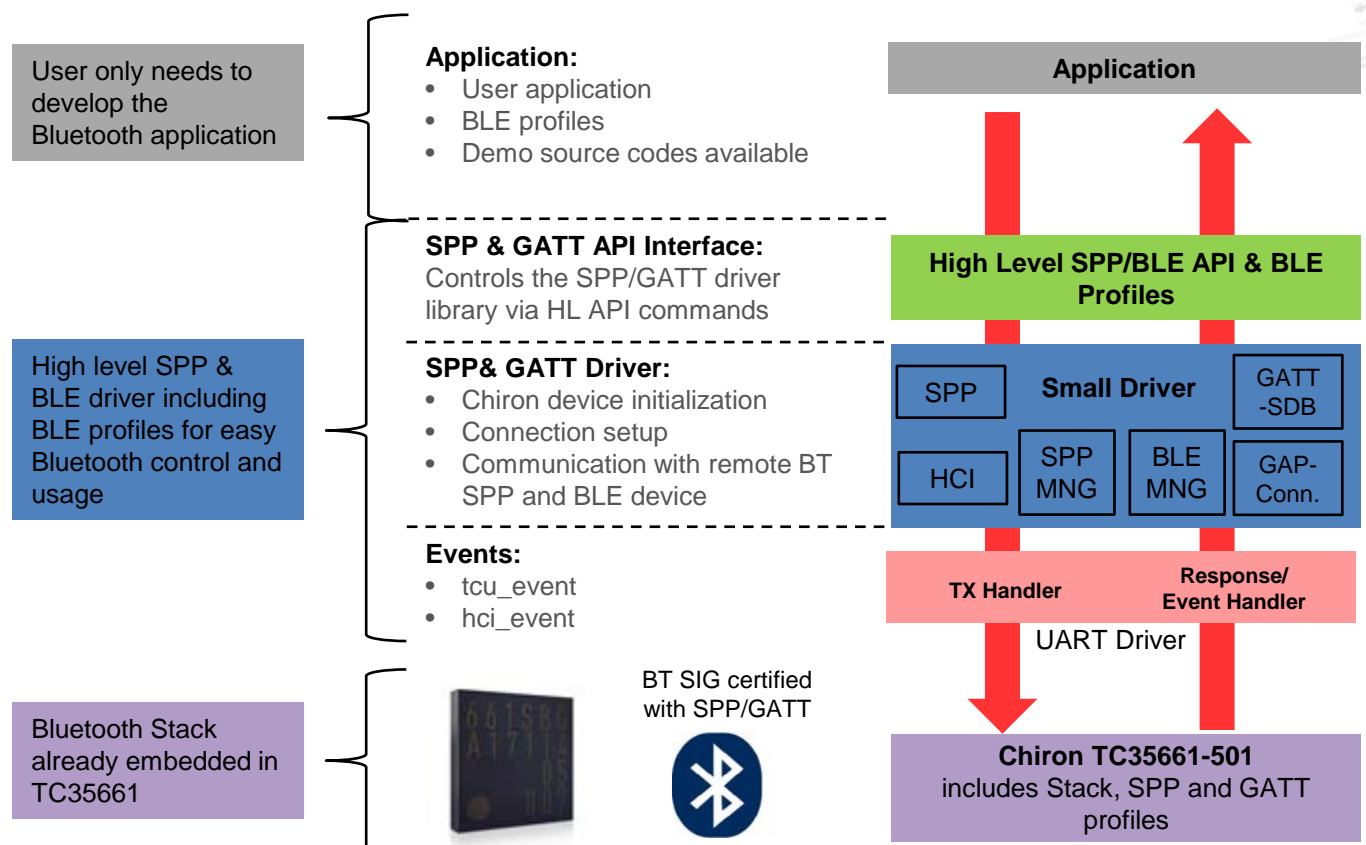 User only needs to
develop the
Bluetooth application
Application:
• User application
• BLE profiles
• Demo source codes available
Application
SPP & GATT API Interface:
Controls the SPP/GATT driver
library via HL API commands
High Level SPP/BLE API & BLE
Profiles
High level SPP &
BLE driver including
BLE profiles for easy
Bluetooth control and
usage
SPP& GATT Driver:
• Chiron device initialization
• Connection setup
• Communication with remote BT
SPP and BLE device
SPP
Small Driver
GATT
-SDB
HCI
SPP
MNG
BLE
MNG
GAP-
Conn.
Events:
• tcu_event
• hci_event
TX Handler
Response/
Event Handler
UART Driver
Bluetooth Stack
already embedded in
TC35661
661SBG
BT SIG certified
with SPP/GATT
Chiron TC35661-501
includes Stack, SPP and GATT
profiles